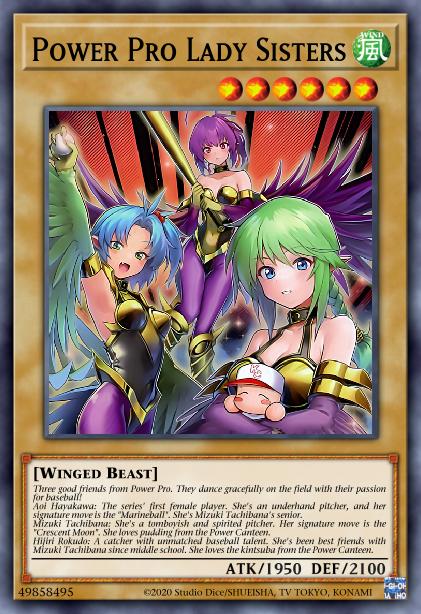 POWER PRO LADY SISTERS
WIND
風
[WINGED BEAST]
Three good friends from Power Pro. They dance gracefully on the field with their passion
for baseball!
Aoi Hayakawa: The series' first female player. She's an underhand pitcher, and her
signature move is the "Marineball". She's Mizuki Tachibana's senior.
Mizuki Tachibana: She's a tomboyish and spirited pitcher. Her signature move is the
"Crescent Moon". She loves pudding from the Power Canteen.
Hijiri Rokudo: A catcher with unmatched baseball talent. She's been best friends with
Mizuki Tachibana since middle school. She loves the kintsuba from the Power Canteen.
ATK/1950 DEF/2100
49858495
©2020 Studio Dice/SHUEISHA, TV TOKYO, KONAMI